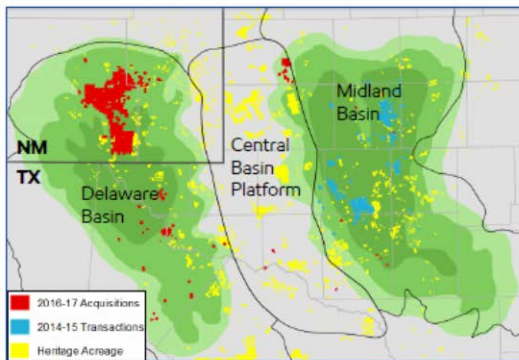 Midland
Basin
NM
TX
Central
Basin
Platform
Delaware
Basin
2016-17 Acquisitions
2014-15 Transactions
Heritage Acreage